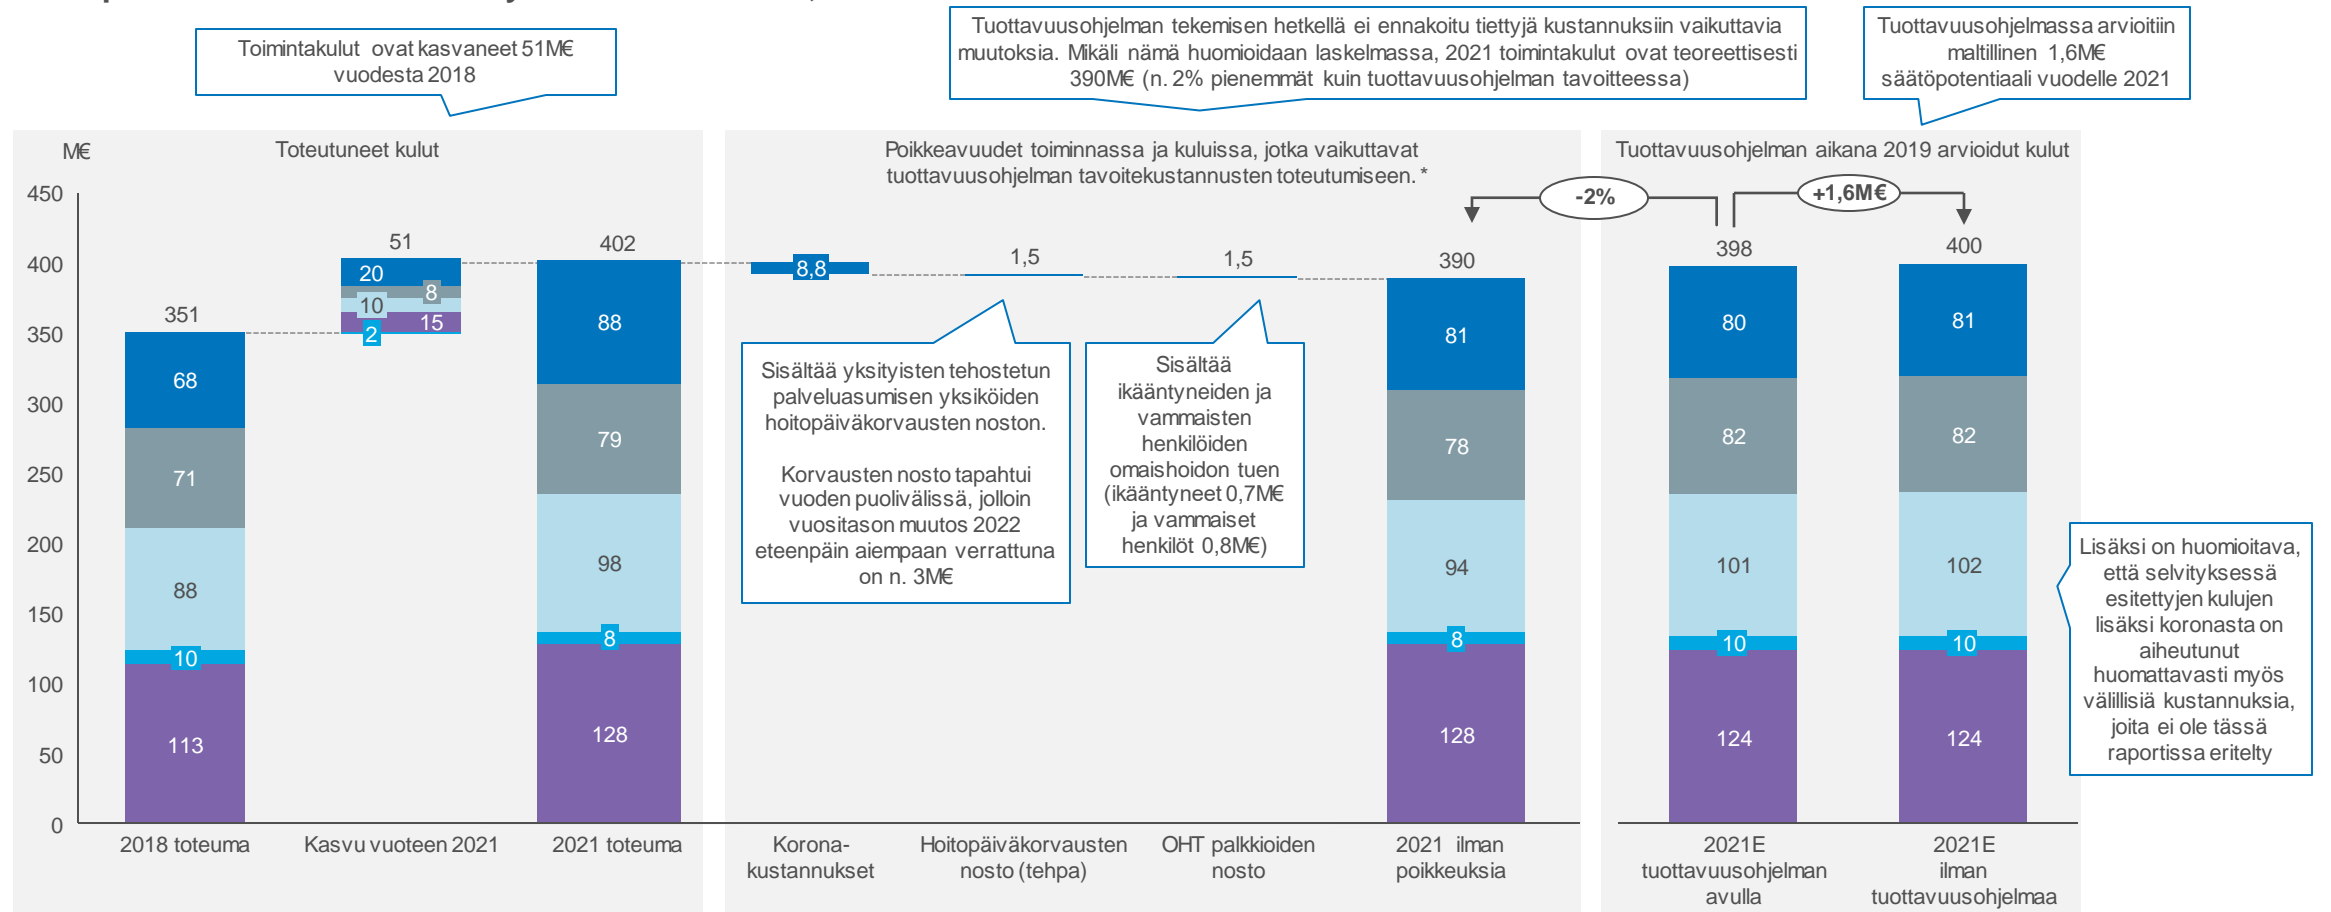 Toimintakulut ovat kasvaneet 51M€
vuodesta 2018
Tuottavuusohjelman tekemisen hetkellä ei ennakoitu tiettyjä kustannuksiin vaikuttavia
muutoksia. Mikäli nämä huomioidaan laskelmassa, 2021 toimintakulut ovat teoreettisesti
390M€ (n. 2% pienemmät kuin tuottavuusohjelman tavoitteessa)
Tuottavuusohjelmassa arvioitiin
maltillinen 1,6M€
säätöpotentiaali vuodelle 2021
M€
Toteutuneet kulut
Poikkeavuudet toiminnassa ja kuluissa, jotka vaikuttavat
tuottavuusohjelman tavoitekustannusten toteutumiseen. *
Tuottavuusohjelman aikana 2019 arvioidut kulut
450
400
350
300
250
200
150
100
50
0
351
68
71
88
10
113
51
20
8
10
15
2
402
88
79
98
8
128
8,8
1,5
1,5
Sisältää yksityisten tehostetun
palveluasumisen yksiköiden
hoitopäiväkorvausten noston.
Korvausten nosto tapahtui
vuoden puolivälissä, jolloin
vuositason muutos 2022
eteenpäin aiempaan verrattuna
on n. 3M€
Sisältää
ikääntyneiden ja
vammaisten
henkilöiden
omaishoidon tuen
(ikääntyneet 0,7M€
ja vammaiset
henkilöt 0,8M€)
390
81
78
94
8
128
-2%
+1,6M€
398
80
82
101
10
124
400
81
82
102
10
124
Lisäksi on huomioitava,
että selvityksessä
esitettyjen kulujen
lisäksi koronasta on
aiheutunut
huomattavasti myös
välillisiä kustannuksia,
joita ei ole tässä
raportissa eritelty
2018 toteuma
Kasvu vuoteen 2021
2021 toteuma
Korona-
kustannukset
Hoitopäiväkorvausten
nosto (tehpa)
OHT palkkioiden
nosto
2021 ilman
poikkeuksia
2021E
tuottavuusohjelman
avulla
2021E
ilman
tuottavuusohjelmaa